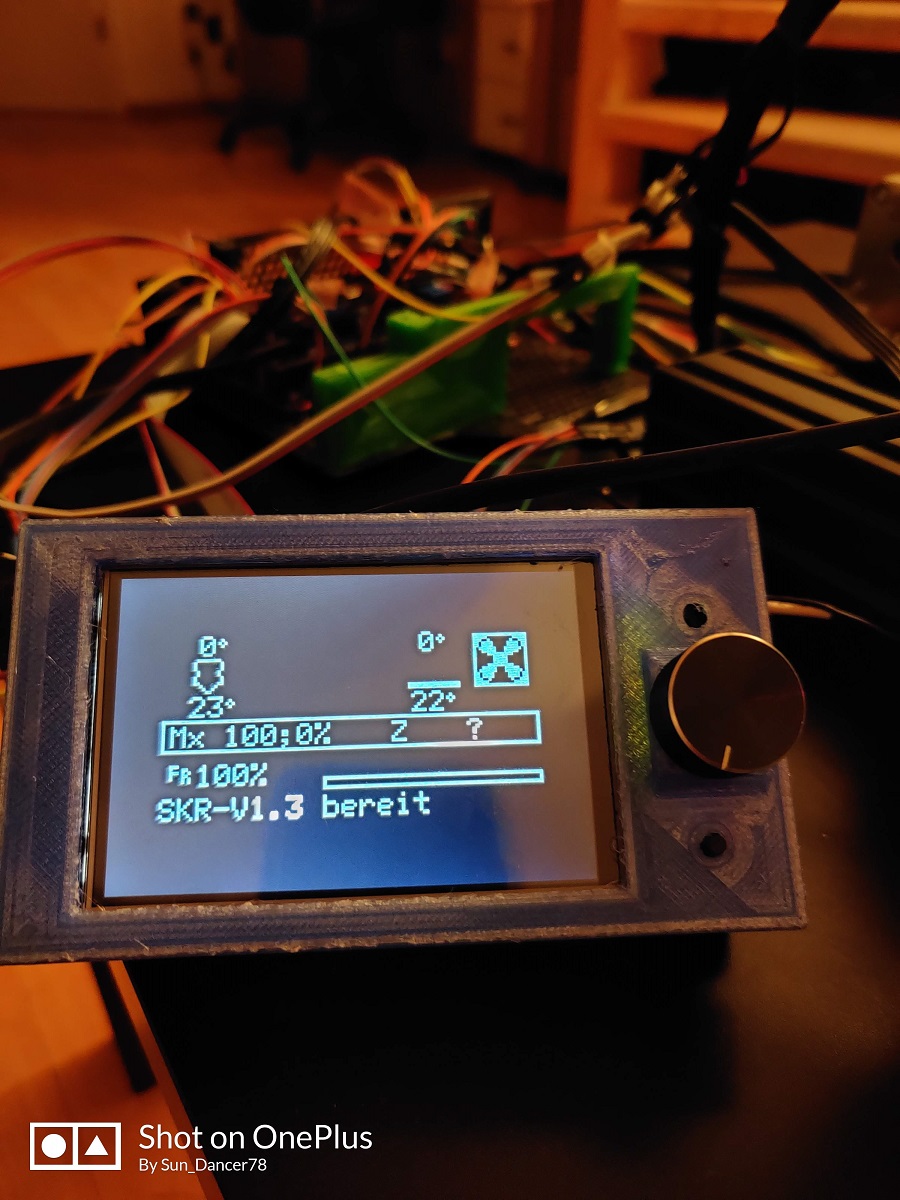 0° 0°
23° 22°
Mx 100;0% Z ?
FR100%
SKR-V1.3 bereit
Shot on OnePlus
By Sun_Dancer78